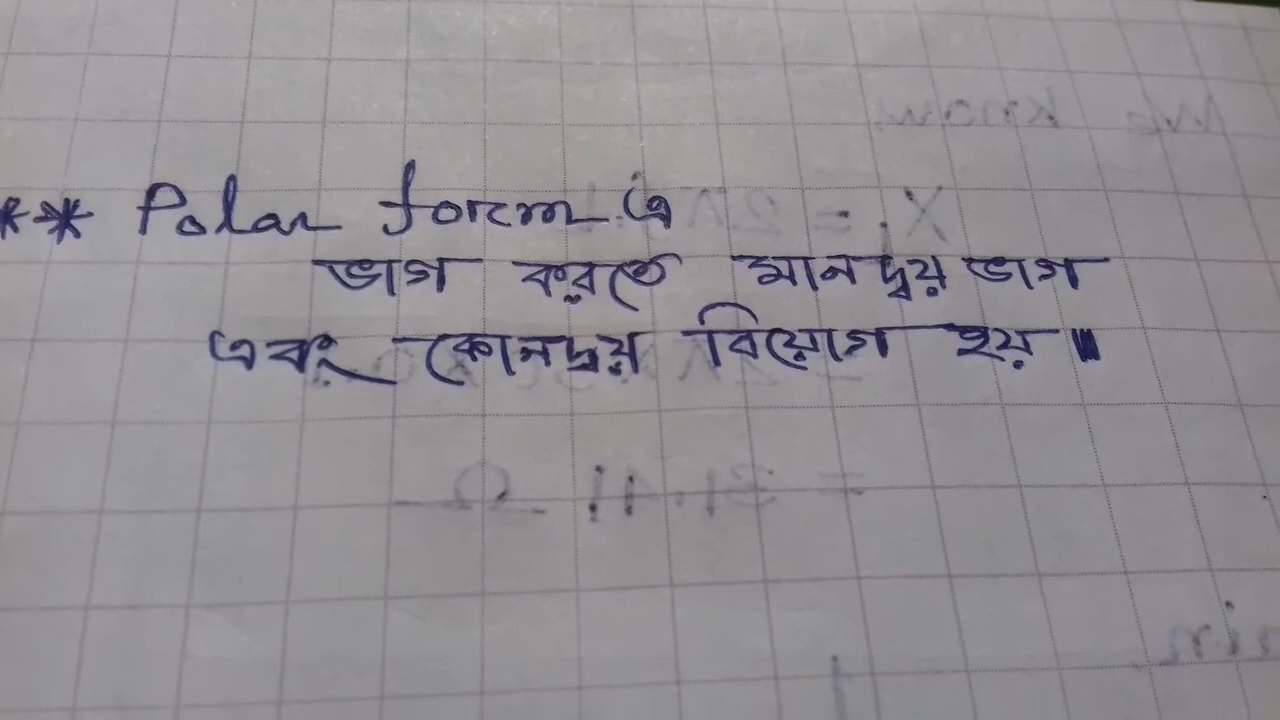 ** Polar form এ
ভাগ করতে মানদ্বয় ভাগ
এবং কোনদ্বয় বিয়োগ হয় ॥